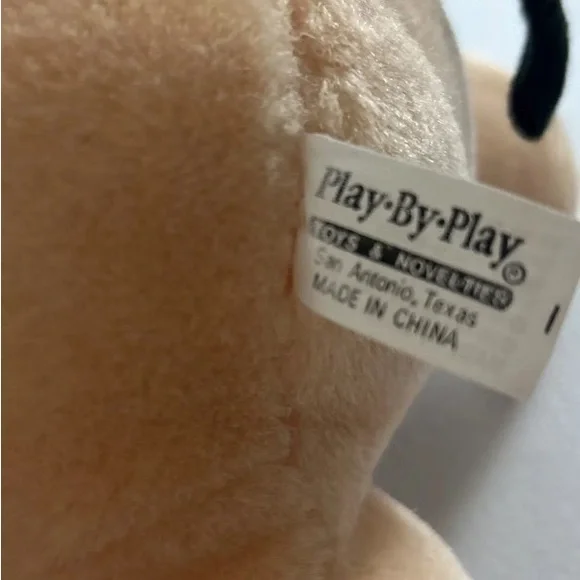 Play·By·Play®
TOYS & NOVELTIES
San Antonio, Texas
MADE IN CHINA